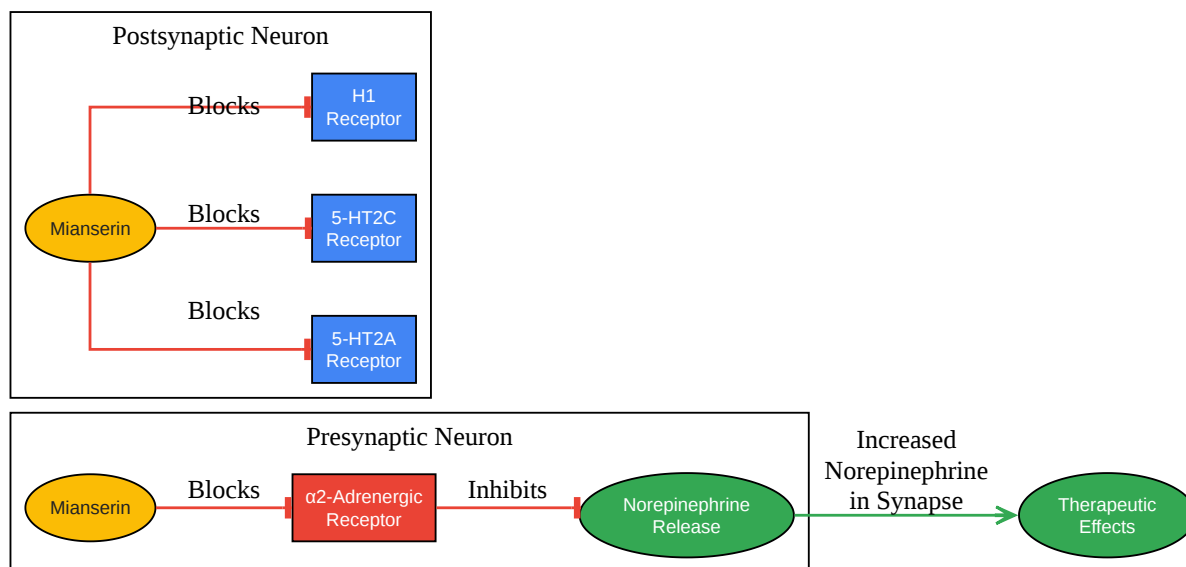 Postsynaptic Neuron
Blocks
H1
Receptor
Mianserin
Blocks
5-HT2C
Receptor
Blocks
5-HT2A
Receptor
Presynaptic Neuron
Mianserin
Blocks
α2-Adrenergic
Receptor
Inhibits
Norepinephrine
Release
Increased
Norepinephrine
in Synapse
Therapeutic
Effects